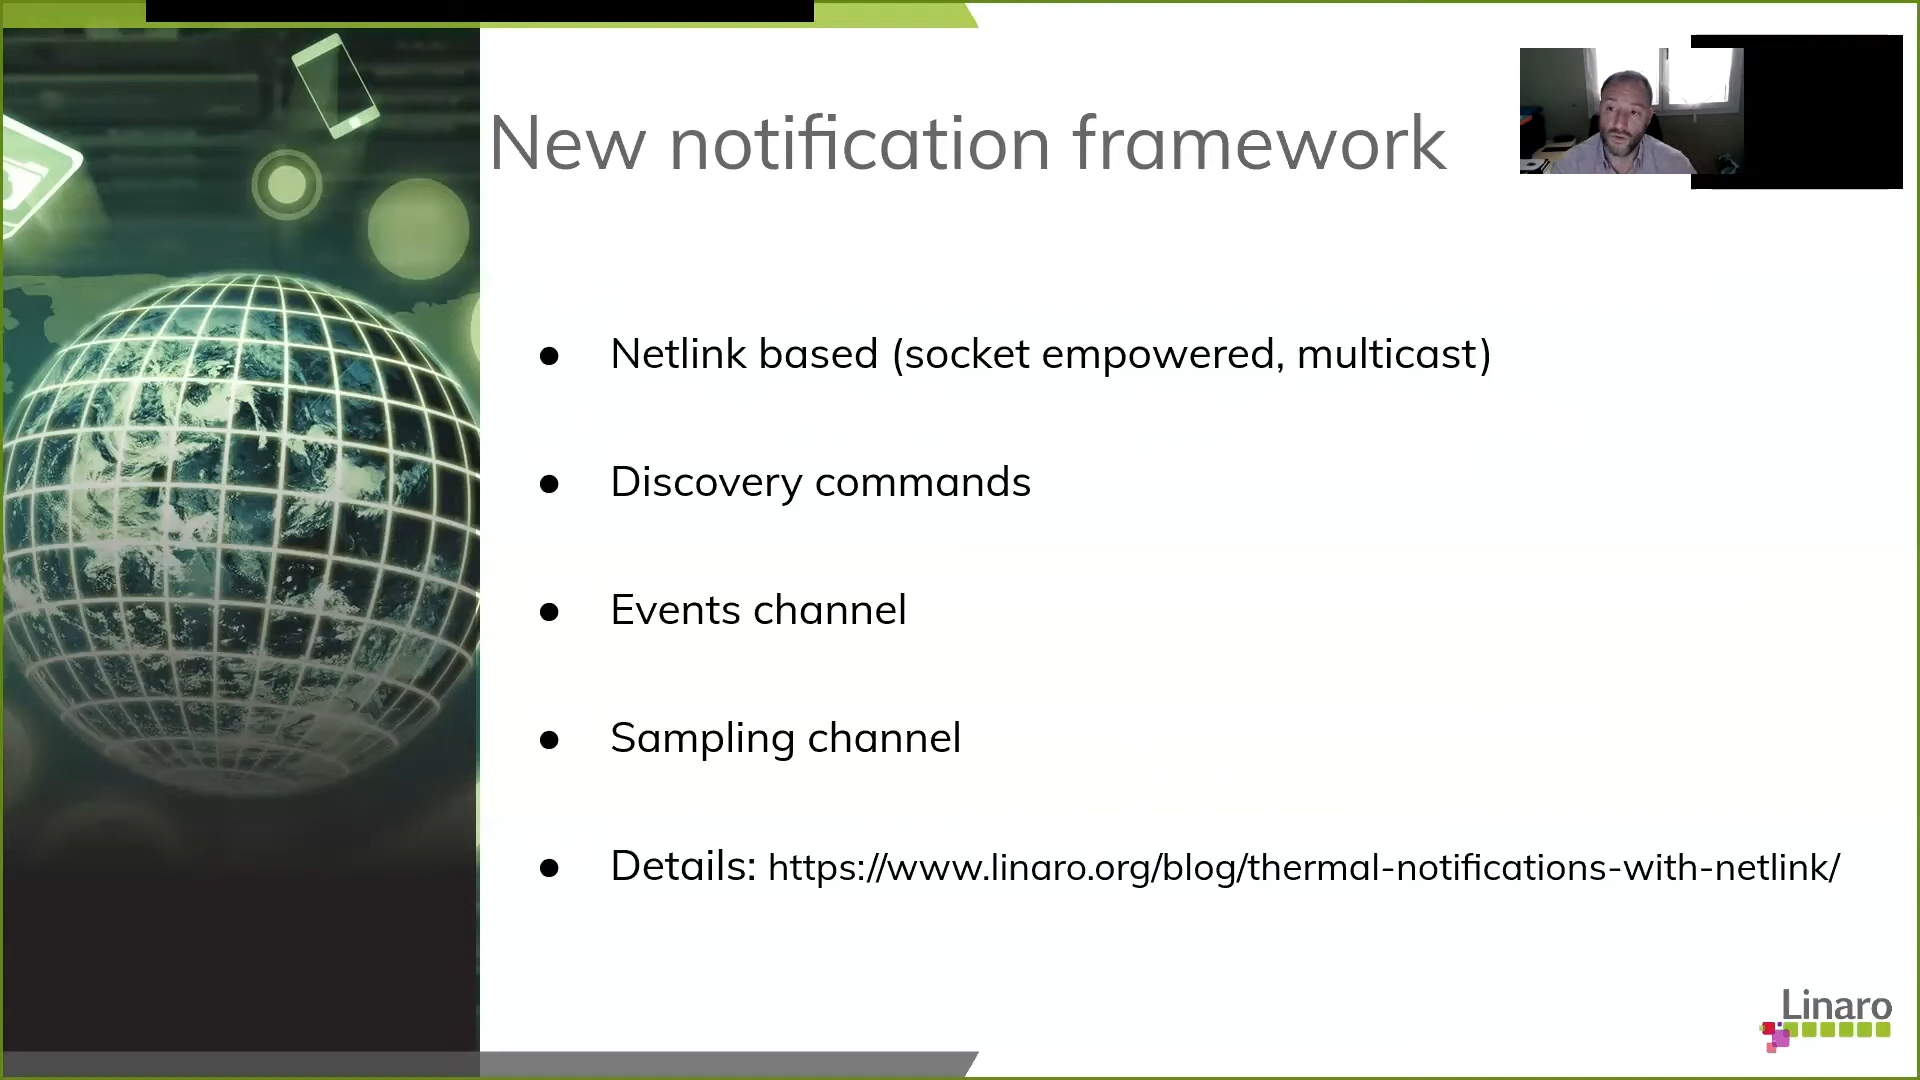 New notification framework
● Netlink based (socket empowered, multicast)
● Discovery commands
● Events channel
● Sampling channel
● Details: https://www.linaro.org/blog/thermal-notifications-with-netlink/
Linaro